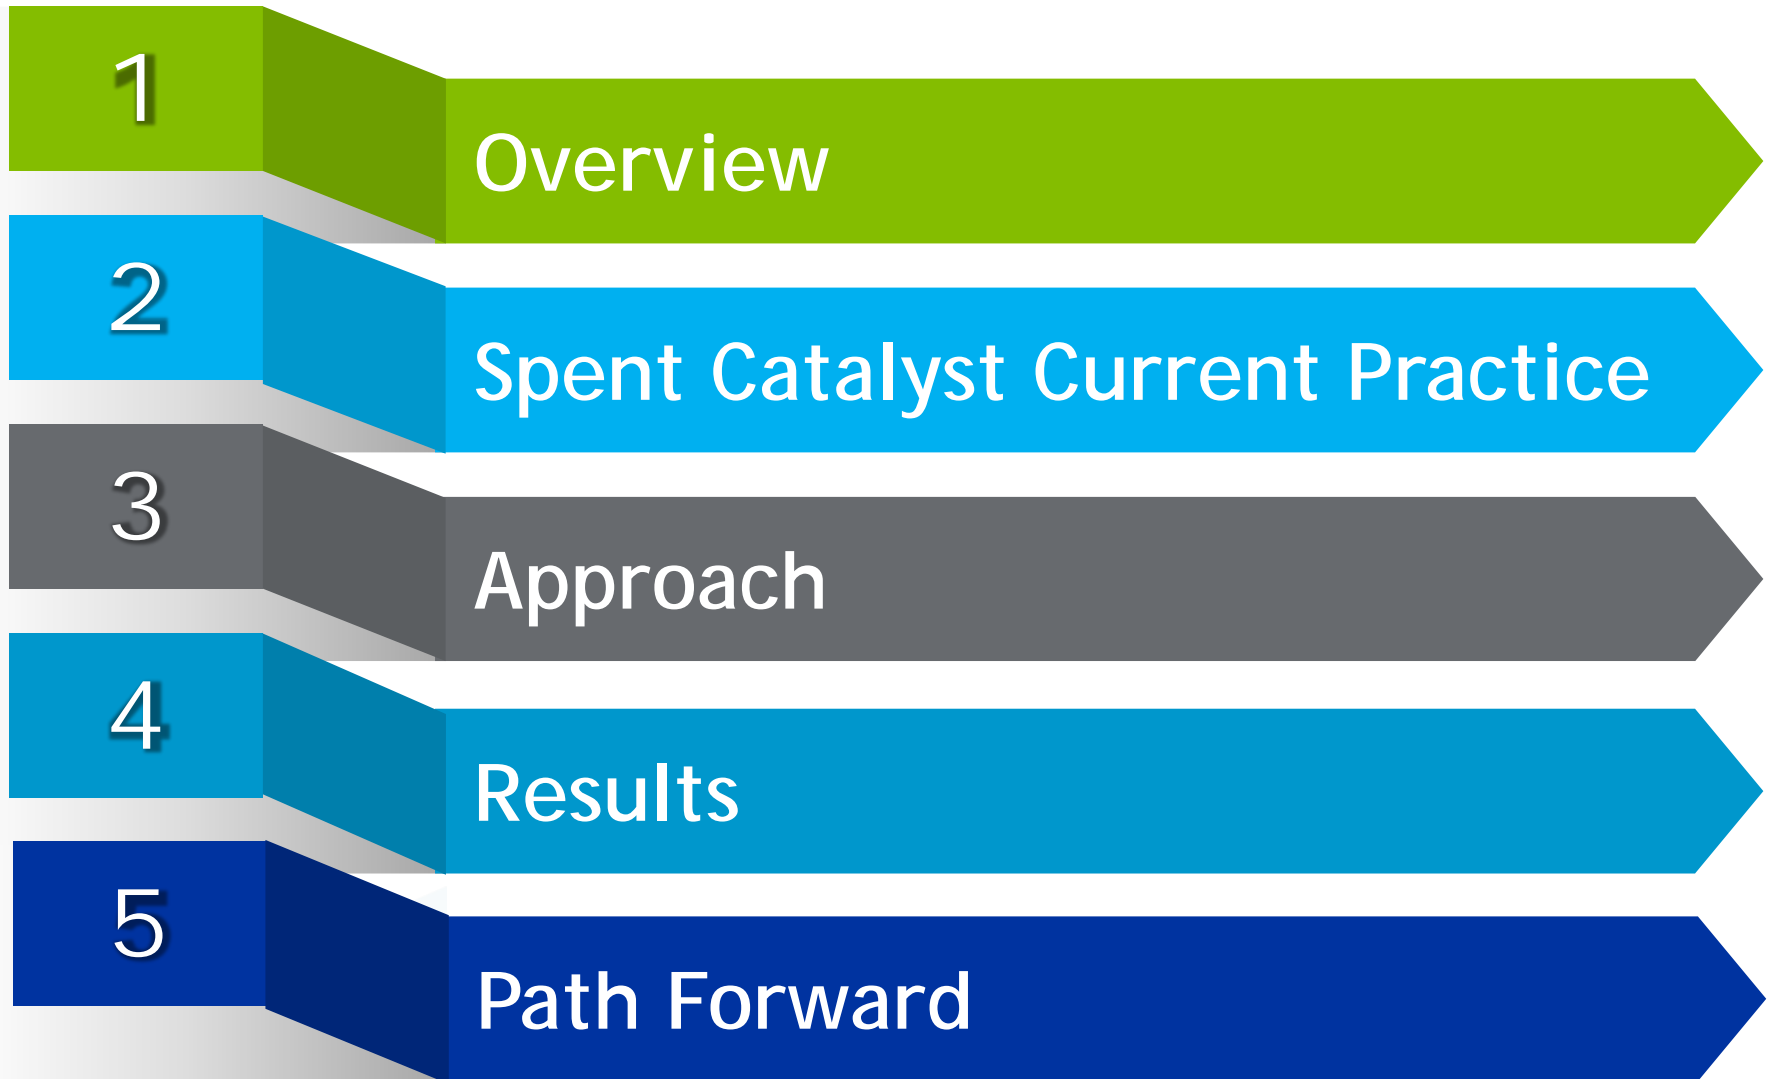 1
Overview
2
Spent Catalyst Current Practice
3
Approach
4
Results
5
Path Forward